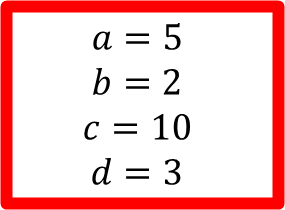 a = 5
b = 2
c = 10
d = 3